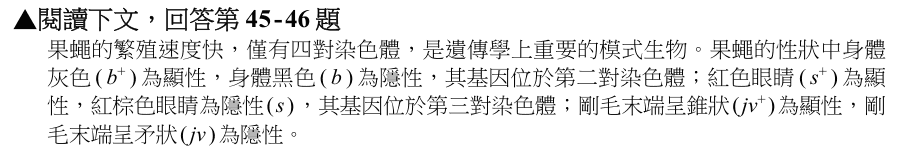 ▲閱讀下文，回答第 45-46 題
果蠅的繁殖速度快，僅有四對染色體，是遺傳學上重要的模式生物。果蠅的性狀中身體
灰色(b⁺)為顯性，身體黑色(b)為隱性，其基因位於第二對染色體；紅色眼睛(s⁺)為顯
性，紅棕色眼睛為隱性(s)，其基因位於第三對染色體；剛毛末端呈錐狀(jv⁺)為顯性，剛
毛末端呈矛狀(jv)為隱性。